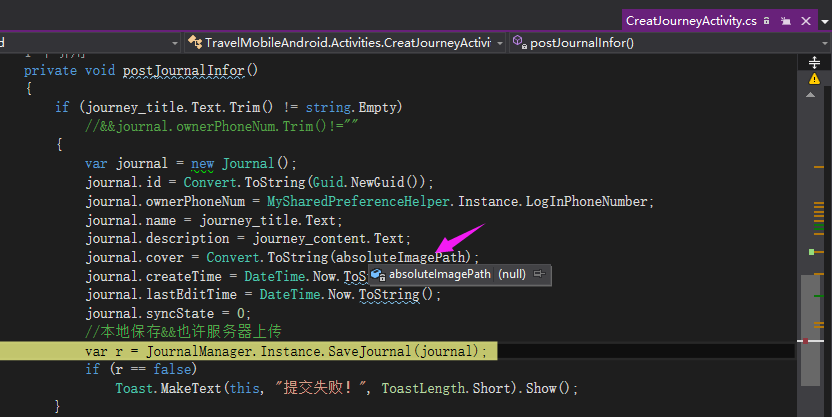 CreatJourneyActivity.cs
TravelMobileAndroid.Activities.CreatJourneyActivi
postJournalInfor()
private void postJournalInfor()
{
if (journey_title.Text.Trim() != string.Empty)
//&&journal.ownerPhoneNum.Trim()!=""
{
var journal = new Journal();
journal.id = Convert.ToString(Guid.NewGuid());
journal.ownerPhoneNum = MySharedPreferenceHelper.Instance.LogInPhoneNumber;
journal.name = journey_title.Text;
journal.description = journey_content.Text;
journal.cover = Convert.ToString(absoluteImagePath);
absoluteImagePath (null)
journal.createTime = DateTime.Now.ToS
journal.lastEditTime = DateTime.Now.ToString();
journal.syncState = 0;
//本地保存&&也许服务器上传
var r = JournalManager.Instance.SaveJournal(journal);
if (r == false)
Toast.MakeText(this, "提交失败！", ToastLength.Short).Show();
}